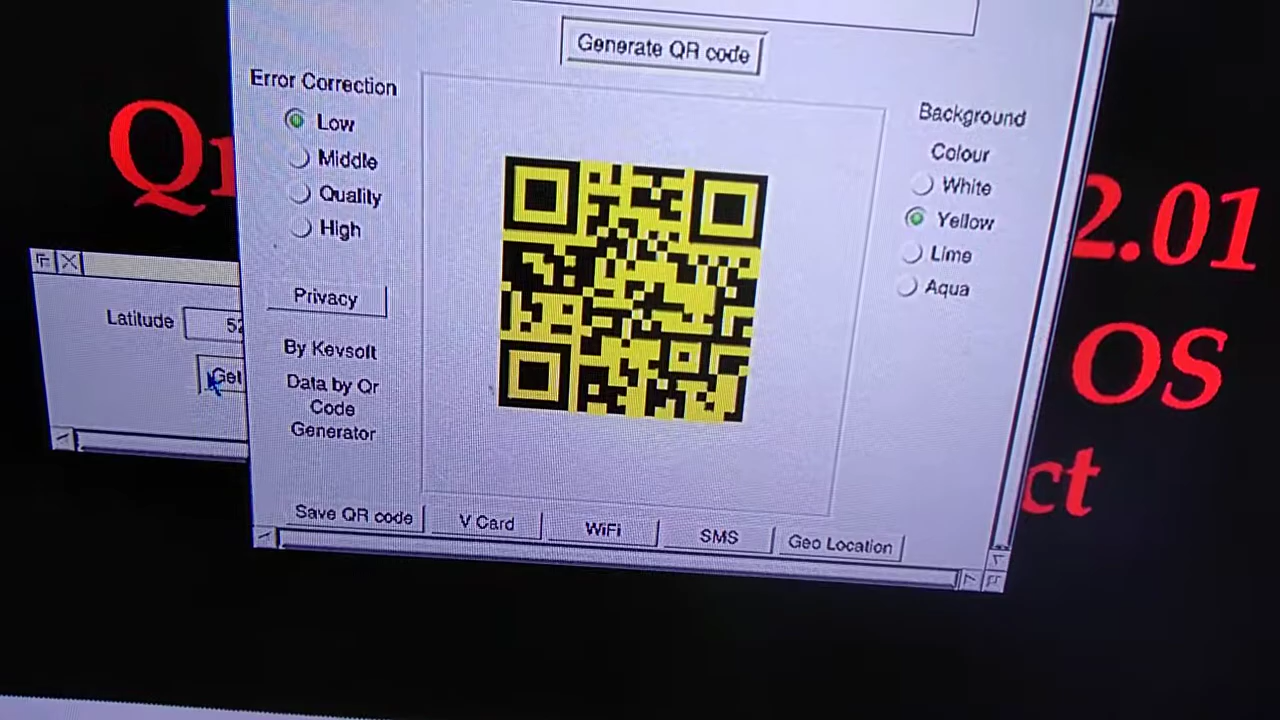 Generate QR code
Error Correction
Low
Middle
Quality
High
Privacy
By Kevsoft
Data by Qr
Code
Generator
Background
Colour
White
Yellow
Lime
Aqua
Save QR code
V Card
WiFi
SMS
Geo Location
Latitude
2.01
OS